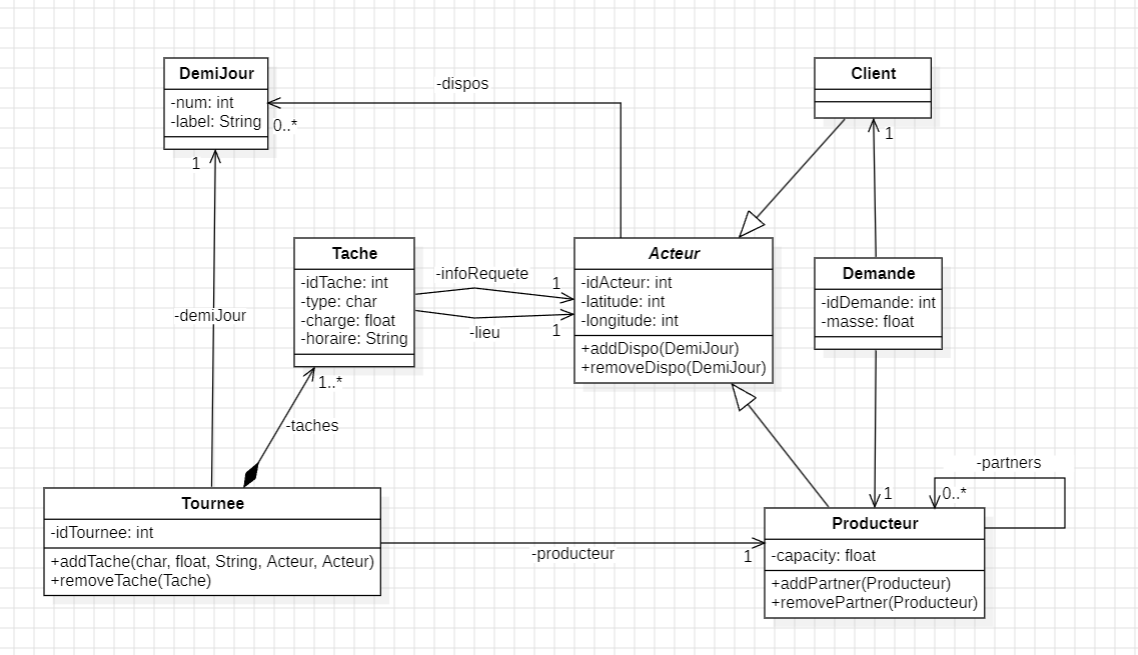 DemiJour
-num: int
-label: String
-dispos
0..*
1
Client
1
Tache
-idTache: int
-type: char
-charge: float
-horaire: String
-infoRequete
1
-lieu
1
Acteur
-idActeur: int
-latitude: int
-longitude: int
+addDispo(DemiJour)
+removeDispo(DemiJour)
Demande
-idDemande: int
-masse: float
-demiJour
1..*
-taches
Tournee
-idTournee: int
+addTache(char, float, String, Acteur, Acteur)
+removeTache(Tache)
-producteur
1
1
-partners
0..*
Producteur
-capacity: float
+addPartner(Producteur)
+removePartner(Producteur)